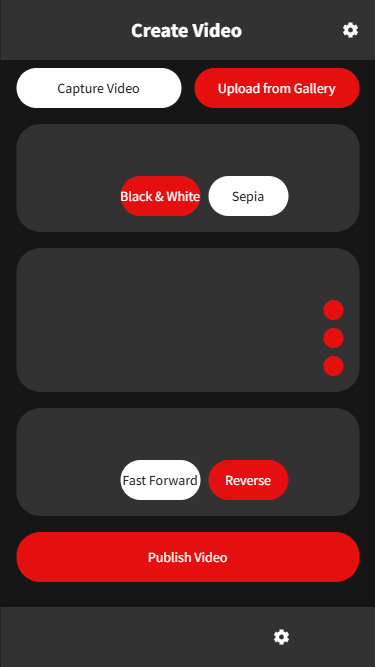 Create Video
Capture Video
Upload from Gallery
Black & White
Sepia
Fast Forward
Reverse
Publish Video